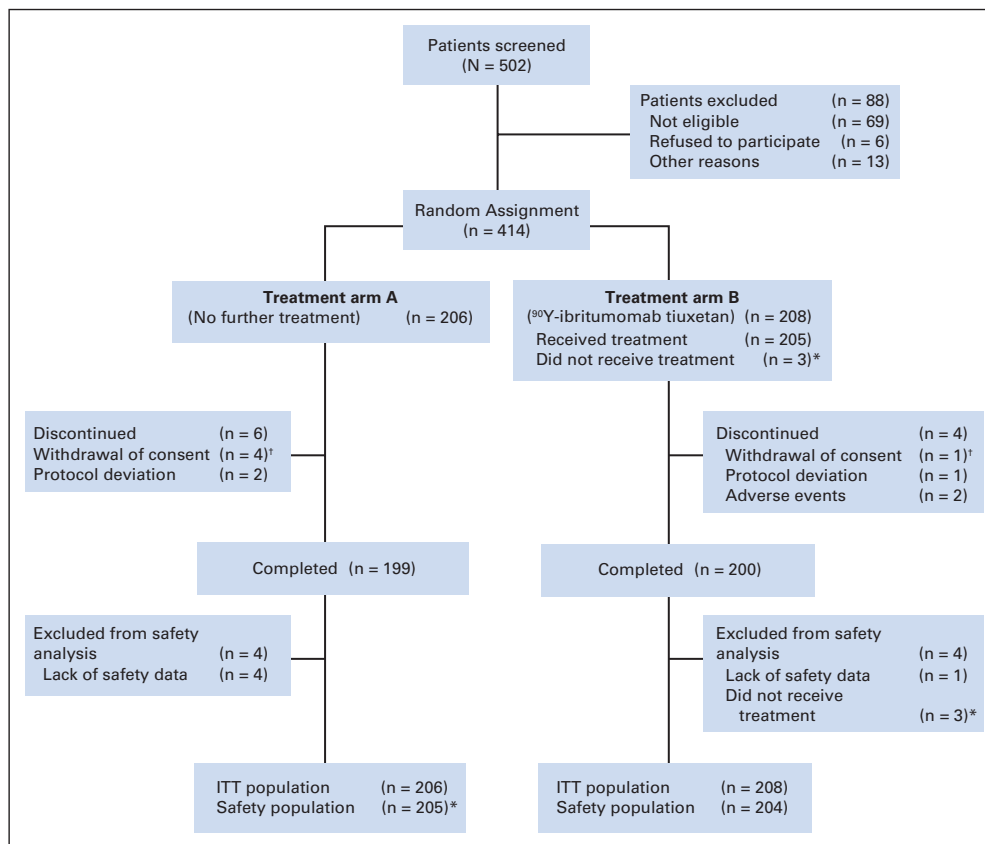 Patients screened
(N = 502)
Patients excluded (n = 88)
Not eligible (n = 69)
Refused to participate (n = 6)
Other reasons (n = 13)
Random Assignment
(n = 414)
Treatment arm A
(No further treatment) (n = 206)
Treatment arm B
(⁹⁰Y-ibritumomab tiuxetan) (n = 208)
Received treatment (n = 205)
Did not receive treatment (n = 3)*
Discontinued (n = 6)
Withdrawal of consent (n = 4)†
Protocol deviation (n = 2)
Discontinued (n = 4)
Withdrawal of consent (n = 1)†
Protocol deviation (n = 1)
Adverse events (n = 2)
Completed (n = 199)
Completed (n = 200)
Excluded from safety
analysis (n = 4)
Lack of safety data (n = 4)
Excluded from safety
analysis (n = 4)
Lack of safety data (n = 1)
Did not receive
treatment (n = 3)*
ITT population (n = 206)
Safety population (n = 205)*
ITT population (n = 208)
Safety population (n = 204)